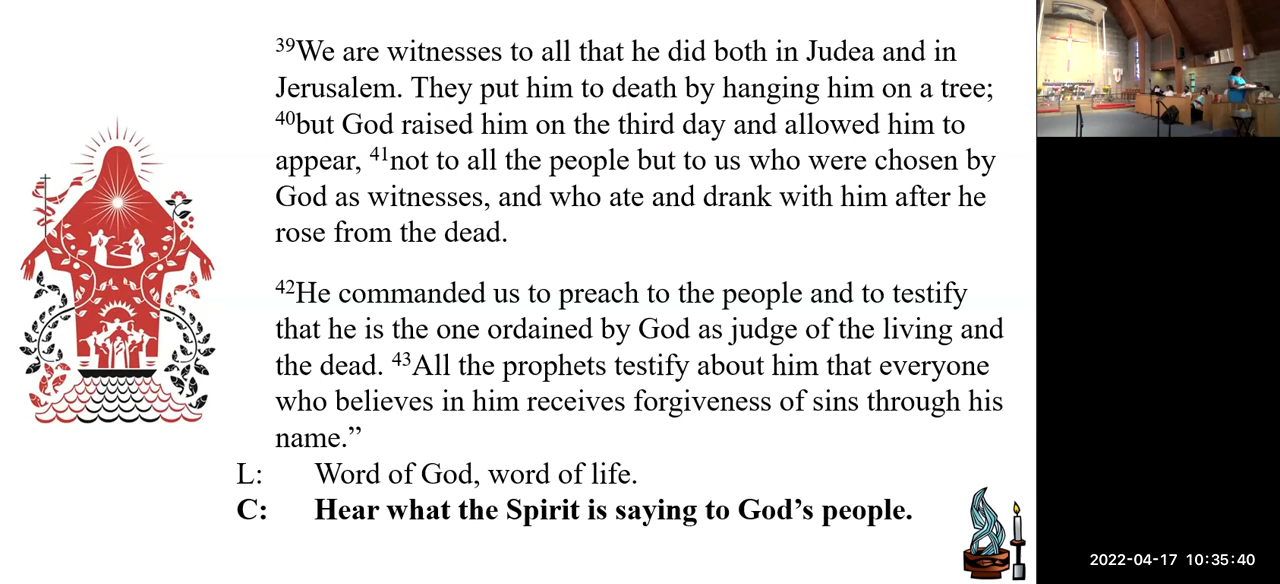 ³⁹We are witnesses to all that he did both in Judea and in
Jerusalem. They put him to death by hanging him on a tree;
⁴⁰but God raised him on the third day and allowed him to
appear, ⁴¹not to all the people but to us who were chosen by
God as witnesses, and who ate and drank with him after he
rose from the dead.
⁴²He commanded us to preach to the people and to testify
that he is the one ordained by God as judge of the living and
the dead. ⁴³All the prophets testify about him that everyone
who believes in him receives forgiveness of sins through his
name.”
L: Word of God, word of life.
C: Hear what the Spirit is saying to God’s people.
2022-04-17 10:35:40